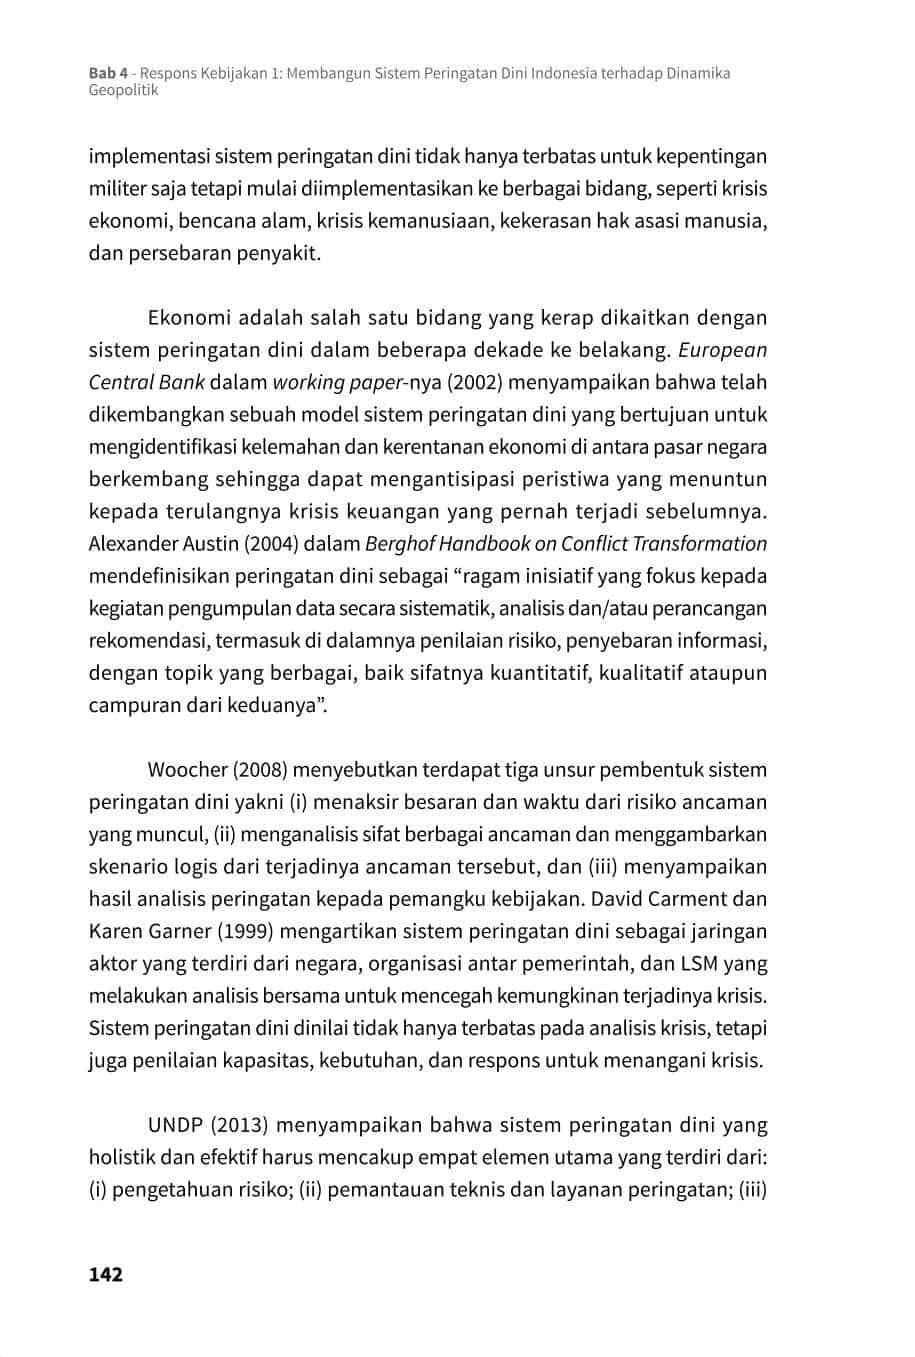 Bab 4 - Respons Kebijakan 1: Membangun Sistem Peringatan Dini Indonesia terhadap Dinamika
Geopolitik
implementasi sistem peringatan dini tidak hanya terbatas untuk kepentingan
militer saja tetapi mulai diimplementasikan ke berbagai bidang, seperti krisis
ekonomi, bencana alam, krisis kemanusiaan, kekerasan hak asasi manusia,
dan persebaran penyakit.
Ekonomi adalah salah satu bidang yang kerap dikaitkan dengan
sistem peringatan dini dalam beberapa dekade ke belakang. European
Central Bank dalam working paper-nya (2002) menyampaikan bahwa telah
dikembangkan sebuah model sistem peringatan dini yang bertujuan untuk
mengidentifikasi kelemahan dan kerentanan ekonomi di antara pasar negara
berkembang sehingga dapat mengantisipasi peristiwa yang menuntun
kepada terulangnya krisis keuangan yang pernah terjadi sebelumnya.
Alexander Austin (2004) dalam Berghof Handbook on Conflict Transformation
mendefinisikan peringatan dini sebagai “ragam inisiatif yang fokus kepada
kegiatan pengumpulan data secara sistematik, analisis dan/atau perancangan
rekomendasi, termasuk di dalamnya penilaian risiko, penyebaran informasi,
dengan topik yang berbagai, baik sifatnya kuantitatif, kualitatif ataupun
campuran dari keduanya”.
Woocher (2008) menyebutkan terdapat tiga unsur pembentuk sistem
peringatan dini yakni (i) menaksir besaran dan waktu dari risiko ancaman
yang muncul, (ii) menganalisis sifat berbagai ancaman dan menggambarkan
skenario logis dari terjadinya ancaman tersebut, dan (iii) menyampaikan
hasil analisis peringatan kepada pemangku kebijakan. David Carment dan
Karen Garner (1999) mengartikan sistem peringatan dini sebagai jaringan
aktor yang terdiri dari negara, organisasi antar pemerintah, dan LSM yang
melakukan analisis bersama untuk mencegah kemungkinan terjadinya krisis.
Sistem peringatan dini dinilai tidak hanya terbatas pada analisis krisis, tetapi
juga penilaian kapasitas, kebutuhan, dan respons untuk menangani krisis.
UNDP (2013) menyampaikan bahwa sistem peringatan dini yang
holistik dan efektif harus mencakup empat elemen utama yang terdiri dari:
(i) pengetahuan risiko; (ii) pemantauan teknis dan layanan peringatan; (iii)
142